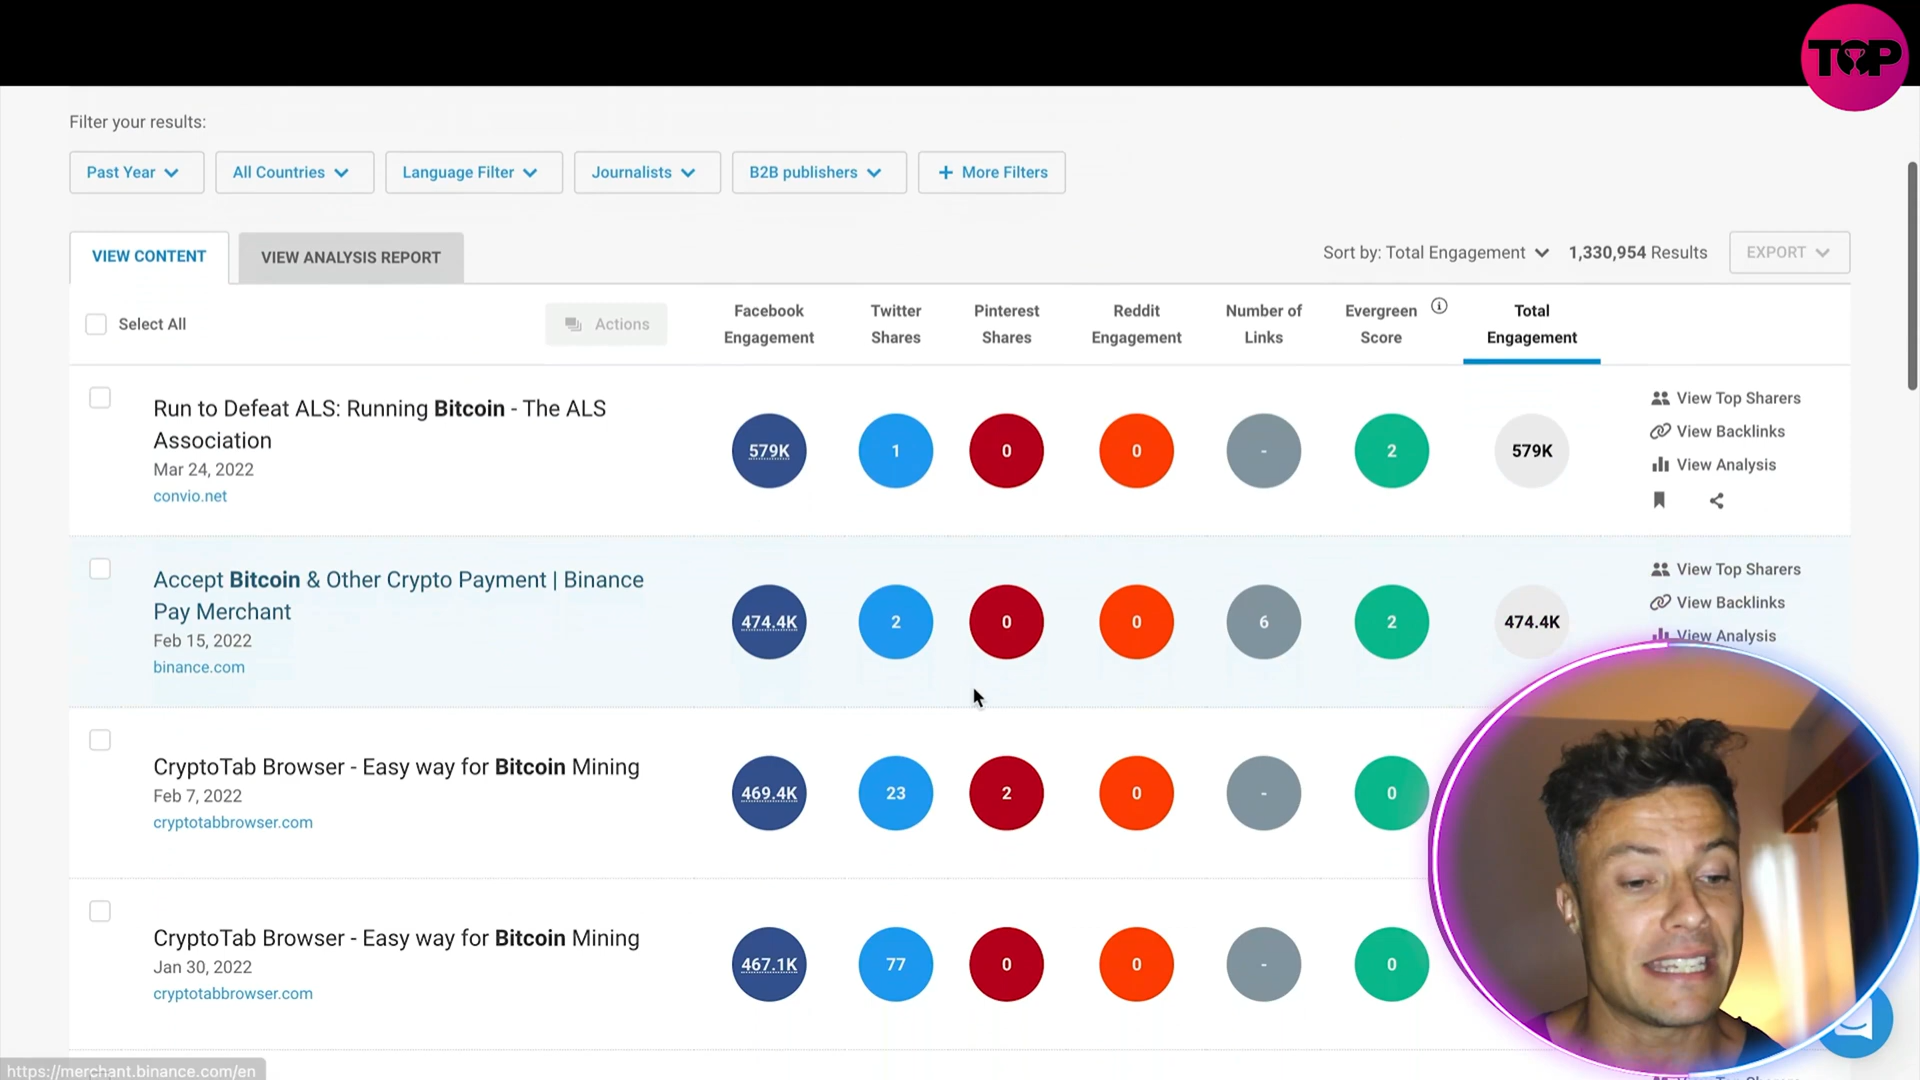 TOP
Filter your results:
Past Year All Countries Language Filter Journalists B2B publishers + More Filters
VIEW CONTENT VIEW ANALYSIS REPORT Sort by: Total Engagement 1,330,954 Results EXPORT
Select All Actions
Facebook Engagement
Twitter Shares
Pinterest Shares
Reddit Engagement
Number of Links
Evergreen Score
Total Engagement
Run to Defeat ALS: Running Bitcoin - The ALS
Association
Mar 24, 2022
convio.net
579K 1 0 0 - 2 579K
View Top Sharers
View Backlinks
View Analysis
Accept Bitcoin & Other Crypto Payment | Binance
Pay Merchant
Feb 15, 2022
binance.com
474.4K 2 0 0 6 2 474.4K
View Top Sharers
View Backlinks
View Analysis
CryptoTab Browser - Easy way for Bitcoin Mining
Feb 7, 2022
cryptotabbrowser.com
469.4K 23 2 0 - 0
CryptoTab Browser - Easy way for Bitcoin Mining
Jan 30, 2022
cryptotabbrowser.com
467.1K 77 0 0 - 0
https://merchant.binance.com/en